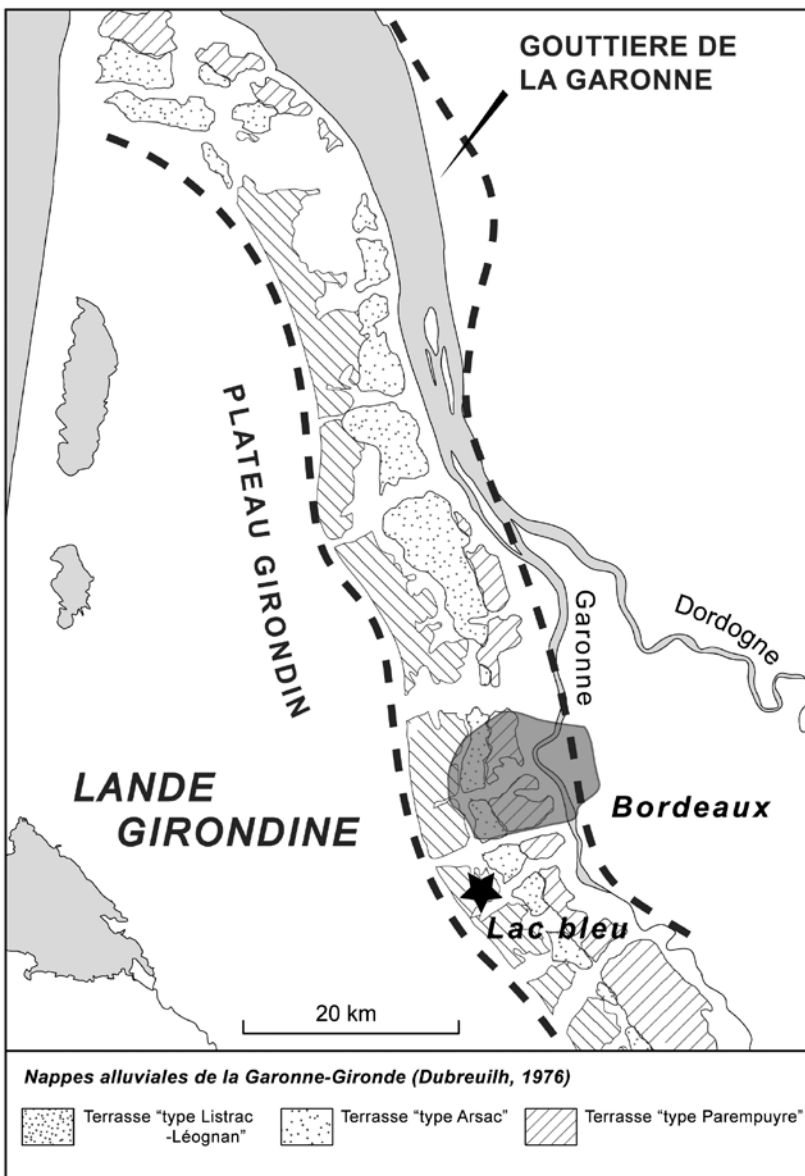 GOUTTIERE DE
LA GARONNE
PLATEAU GIRONDIN
Garonne
Dordogne
LANDE
GIRONDINE
Bordeaux
Lac bleu
20 km
Nappes alluviales de la Garonne-Gironde (Dubreuilh, 1976)
Terrasse “type Listrac
-Léognan”
Terrasse “type Arsac”
Terrasse “type Parempuyre”